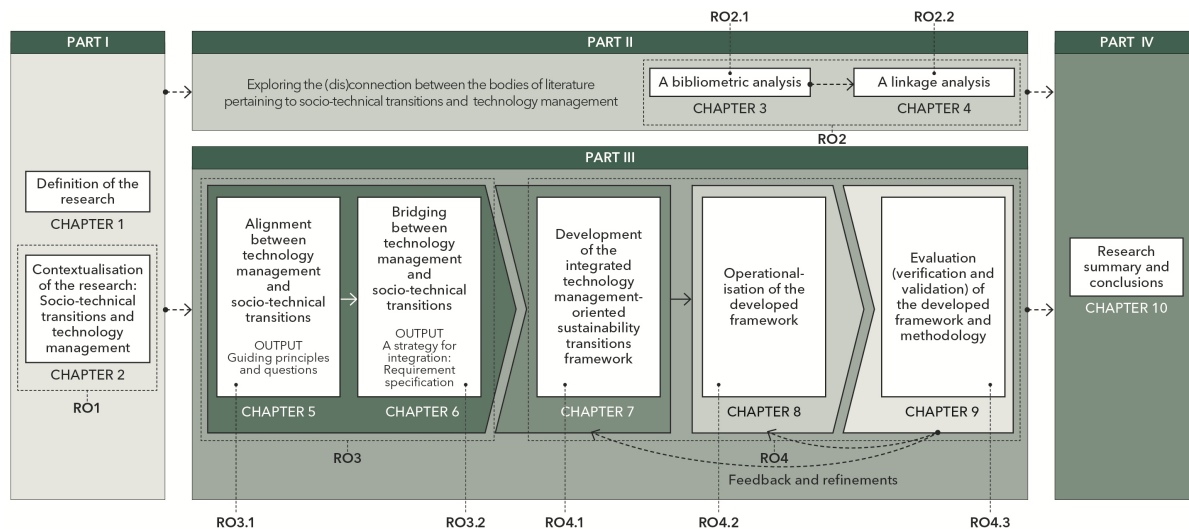 RO2.1
RO2.2
PART I
PART II
PART IV
Exploring the (dis)connection between the bodies of literature
pertaining to socio-technical transitions and technology management
A bibliometric analysis
CHAPTER 3
A linkage analysis
CHAPTER 4
RO2
PART III
Definition of the
research
CHAPTER 1
Contextualisation
of the research:
Socio-technical
transitions and
technology
management
CHAPTER 2
RO1
Alignment
between
technology
management
and
socio-technical
transitions
OUTPUT
Guiding principles
and questions
CHAPTER 5
Bridging
between
technology
management
and
socio-technical
transitions
OUTPUT
A strategy for
integration:
Requirement
specification
CHAPTER 6
Development
of the
integrated
technology
management-
oriented
sustainability
transitions
framework
CHAPTER 7
Operational-
isation of the
developed
framework
CHAPTER 8
Evaluation
(verification and
validation) of
the developed
framework and
methodology
CHAPTER 9
Research
summary and
conclusions
CHAPTER 10
RO3
RO4
Feedback and refinements
RO3.1
RO3.2
RO4.1
RO4.2
RO4.3